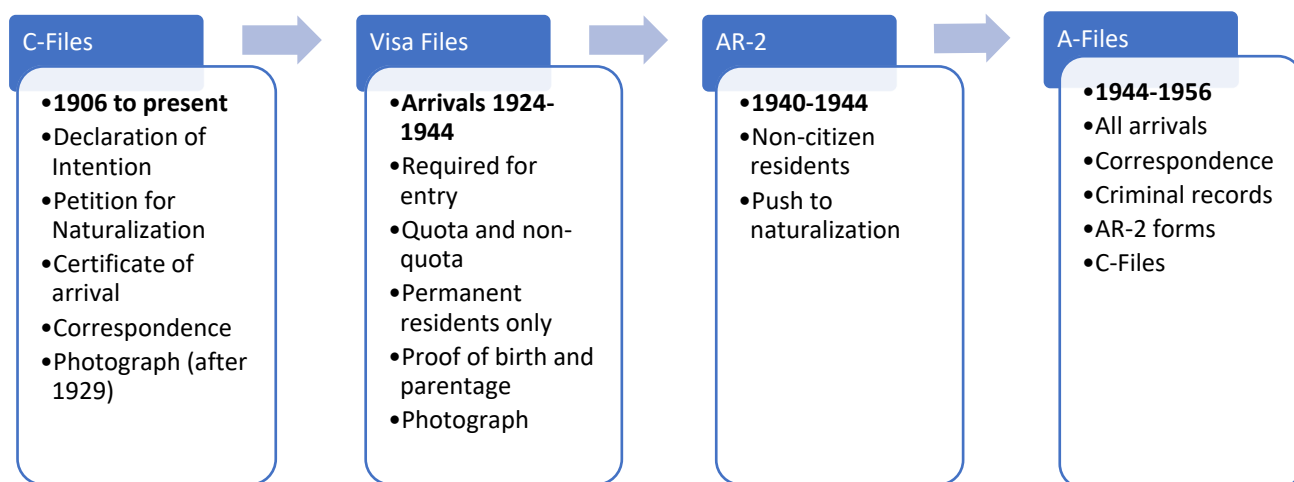 C-Files
•1906 to present
•Declaration of
Intention
•Petition for
Naturalization
•Certificate of
arrival
•Correspondence
•Photograph (after
1929)
Visa Files
•Arrivals 1924-
1944
•Required for
entry
•Quota and non-
quota
•Permanent
residents only
•Proof of birth and
parentage
•Photograph
AR-2
•1940-1944
•Non-citizen
residents
•Push to
naturalization
A-Files
•1944-1956
•All arrivals
•Correspondence
•Criminal records
•AR-2 forms
•C-Files